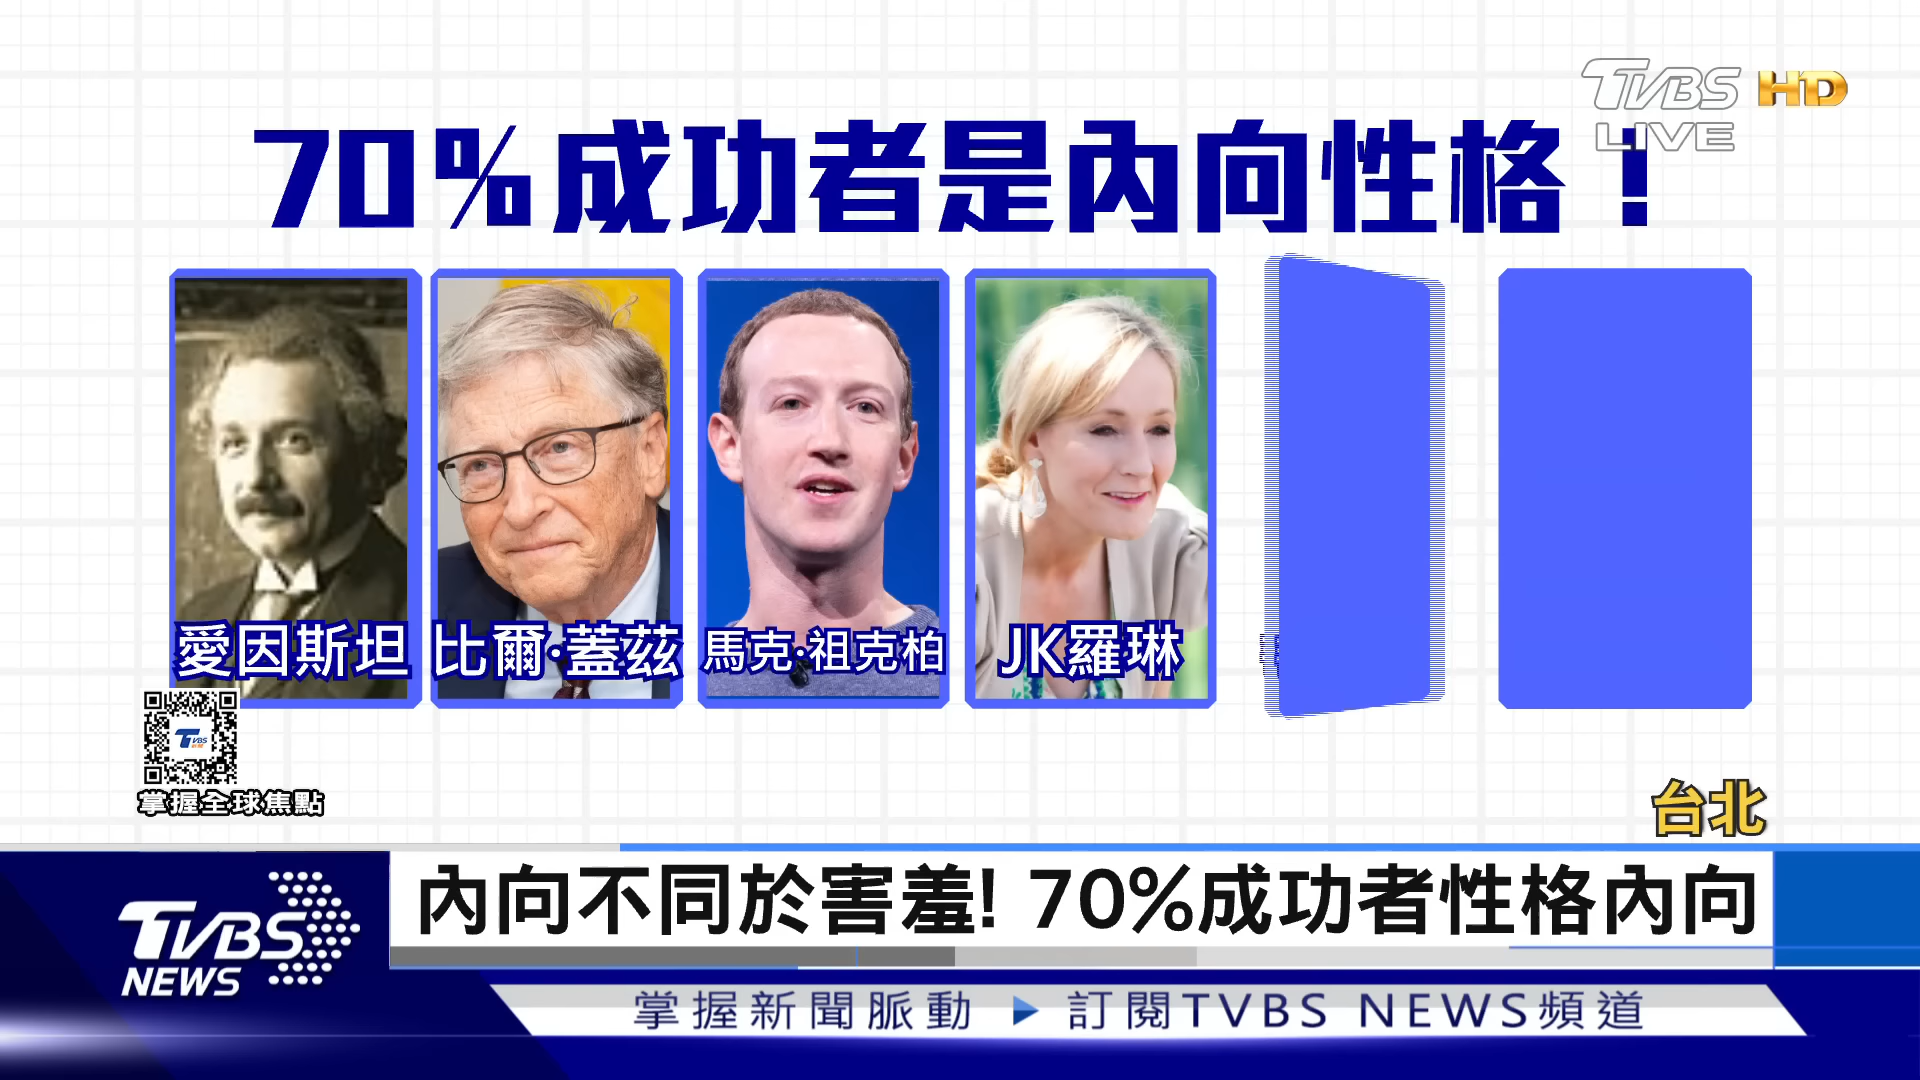 TVBS HD
LIVE
70%成功者是內向性格！
愛因斯坦
比爾·蓋茲
馬克·祖克柏
JK羅琳
TVBS
掌握全球焦點
台北
內向不同於害羞! 70%成功者性格內向
TVBS
NEWS
掌握新聞脈動 ▶ 訂閱TVBS NEWS頻道